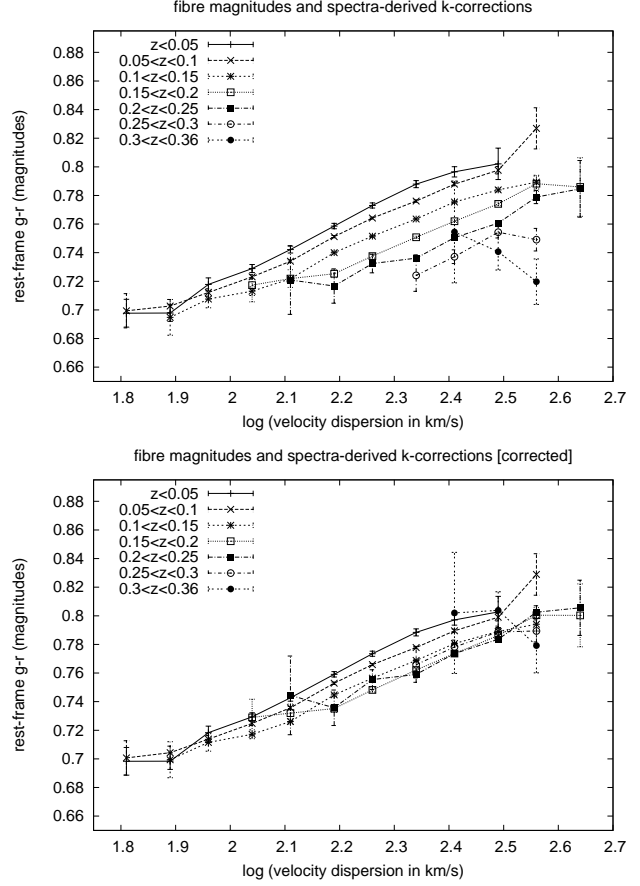 fibre magnitudes and spectra-derived k-corrections
rest-frame g-r (magnitudes)
0.88
0.86
0.84
0.82
0.8
0.78
0.76
0.74
0.72
0.7
0.68
0.66
z<0.05
0.05<z<0.1
0.1<z<0.15
0.15<z<0.2
0.2<z<0.25
0.25<z<0.3
0.3<z<0.36
1.8 1.9 2 2.1 2.2 2.3 2.4 2.5 2.6 2.7
log (velocity dispersion in km/s)
fibre magnitudes and spectra-derived k-corrections [corrected]
rest-frame g-r (magnitudes)
0.88
0.86
0.84
0.82
0.8
0.78
0.76
0.74
0.72
0.7
0.68
0.66
z<0.05
0.05<z<0.1
0.1<z<0.15
0.15<z<0.2
0.2<z<0.25
0.25<z<0.3
0.3<z<0.36
1.8 1.9 2 2.1 2.2 2.3 2.4 2.5 2.6 2.7
log (velocity dispersion in km/s)